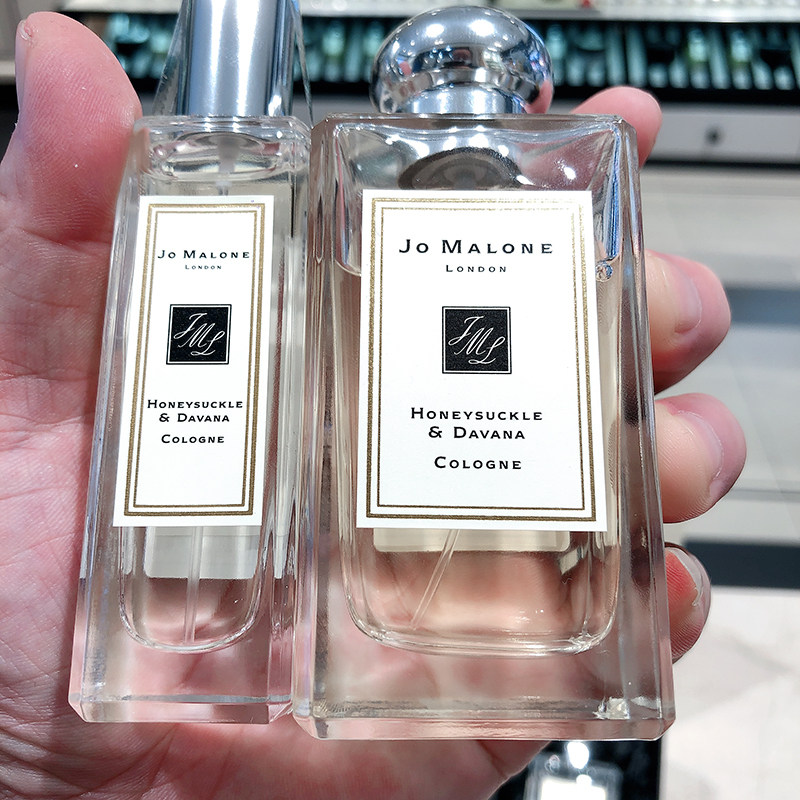 Jo Malone
London
JML
Honeysuckle
& Davana
Cologne
Jo Malone
London
JML
Honeysuckle
& Davana
Cologne